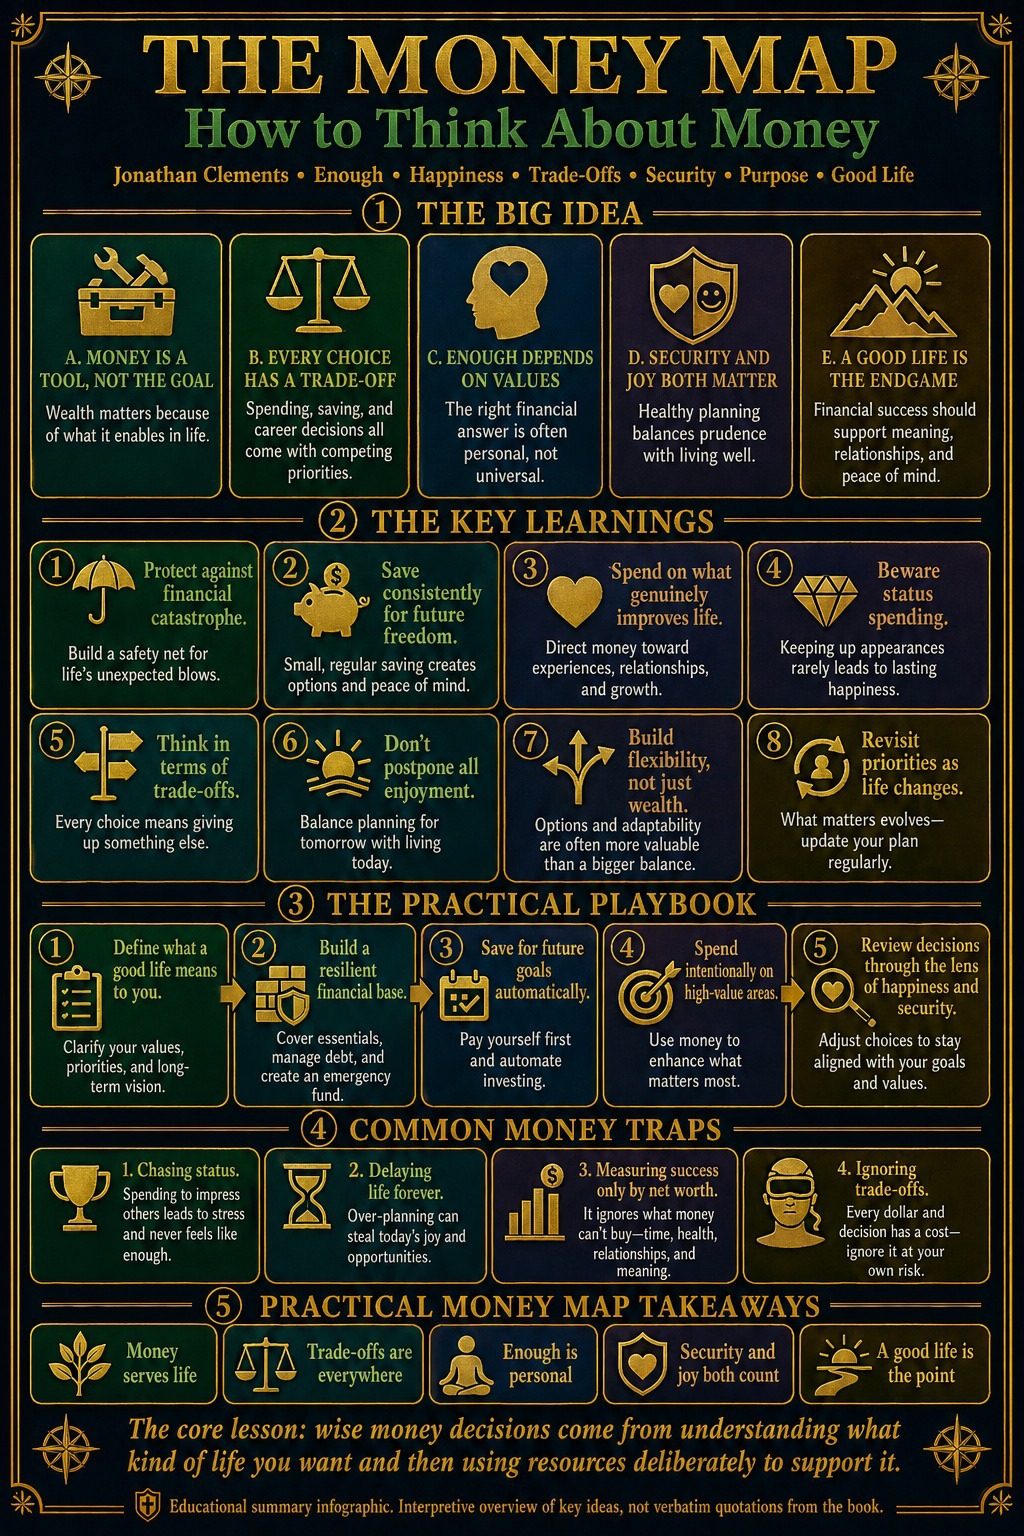 THE MONEY MAP
How to Think About Money
Jonathan Clements • Enough • Happiness • Trade-Offs • Security • Purpose • Good Life
1 THE BIG IDEA
A. MONEY IS A
TOOL, NOT THE GOAL
Wealth matters because
of what it enables in life.
B. EVERY CHOICE
HAS A TRADE-OFF
Spending, saving, and
career decisions all
come with competing
priorities.
C. ENOUGH DEPENDS
ON VALUES
The right financial
answer is often
personal, not
universal.
D. SECURITY AND
JOY BOTH MATTER
Healthy planning
balances prudence
with living well.
E. A GOOD LIFE IS
THE ENDGAME
Financial success should
support meaning,
relationships, and
peace of mind.
2 THE KEY LEARNINGS
1
Protect against
financial
catastrophe.
Build a safety net for
life's unexpected blows.
2
$
Save
consistently
for future
freedom.
Small, regular saving creates
options and peace of mind.
3
Spend on what
genuinely
improves life.
Direct money toward
experiences, relationships,
and growth.
4
Beware
status
spending.
Keeping up appearances
rarely leads to lasting
happiness.
5
Think in
terms of
trade-offs.
Every choice means giving
up something else.
6
Don't
postpone all
enjoyment.
Balance planning for
tomorrow with living
today.
7
Build
flexibility,
not just
wealth.
Options and adaptability
are often more valuable
than a bigger balance.
8
Revisit
priorities as
life changes.
What matters evolves—
update your plan
regularly.
3 THE PRACTICAL PLAYBOOK
1
Define what a
good life means
to you.
Clarify your values,
priorities, and long-
term vision.
2
Build a
resilient
financial base.
Cover essentials,
manage debt, and
create an emergency
fund.
3
Save for future
goals
automatically.
Pay yourself first
and automate
investing.
4
Spend
intentionally on
high-value areas.
Use money to
enhance what
matters most.
5
Review decisions
through the lens
of happiness and
security.
Adjust choices to stay
aligned with your goals
and values.
4 COMMON MONEY TRAPS
1. Chasing status.
Spending to impress
others leads to stress
and never feels like
enough.
2. Delaying
life forever.
Over-planning can
steal today's joy and
opportunities.
$
3. Measuring success
only by net worth.
It ignores what money
can't buy—time, health,
relationships, and
meaning.
4. Ignoring
trade-offs.
Every dollar and
decision has a cost—
ignore it at your
own risk.
5 PRACTICAL MONEY MAP TAKEAWAYS
Money
serves life
Trade-offs are
everywhere
Enough is
personal
Security and
joy both count
A good life is
the point
The core lesson: wise money decisions come from understanding what
kind of life you want and then using resources deliberately to support it.
Educational summary infographic. Interpretive overview of key ideas, not verbatim quotations from the book.